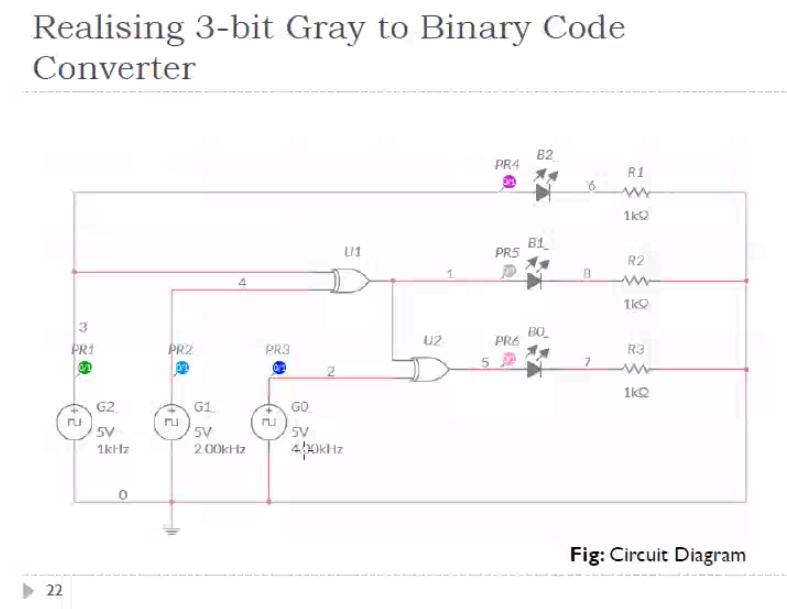 Realising 3-bit Gray to Binary Code
Converter
B2
PR4
R1
6
1kΩ
B1
PR5
R2
U1
1
8
4
1kΩ
3
B0
U2
PR6
R3
PR1
PR2
PR3
5
7
2
1kΩ
G2
G1
G0
5V
5V
5V
1kHz
2.00kHz
4.00kHz
0
Fig: Circuit Diagram
22